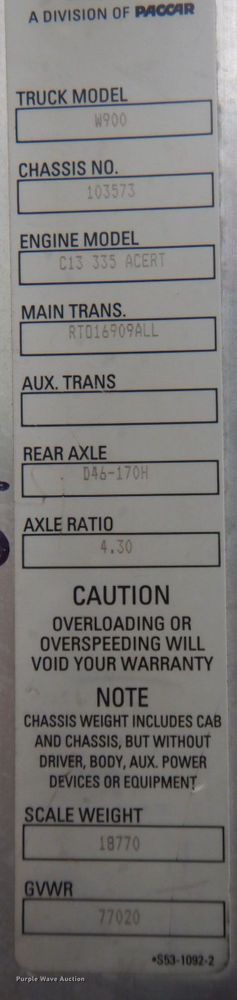 A DIVISION OF PACCAR
TRUCK MODEL
W900
CHASSIS NO.
103573
ENGINE MODEL
C13 335 ACERT
MAIN TRANS.
RTO16909ALL
AUX. TRANS
REAR AXLE
D46-170H
AXLE RATIO
4.30
CAUTION
OVERLOADING OR
OVERSPEEDING WILL
VOID YOUR WARRANTY
NOTE
CHASSIS WEIGHT INCLUDES CAB
AND CHASSIS, BUT WITHOUT
DRIVER, BODY, AUX. POWER
DEVICES OR EQUIPMENT
SCALE WEIGHT
18770
GVWR
77020
*S53-1092-2
Purple Wave Auction